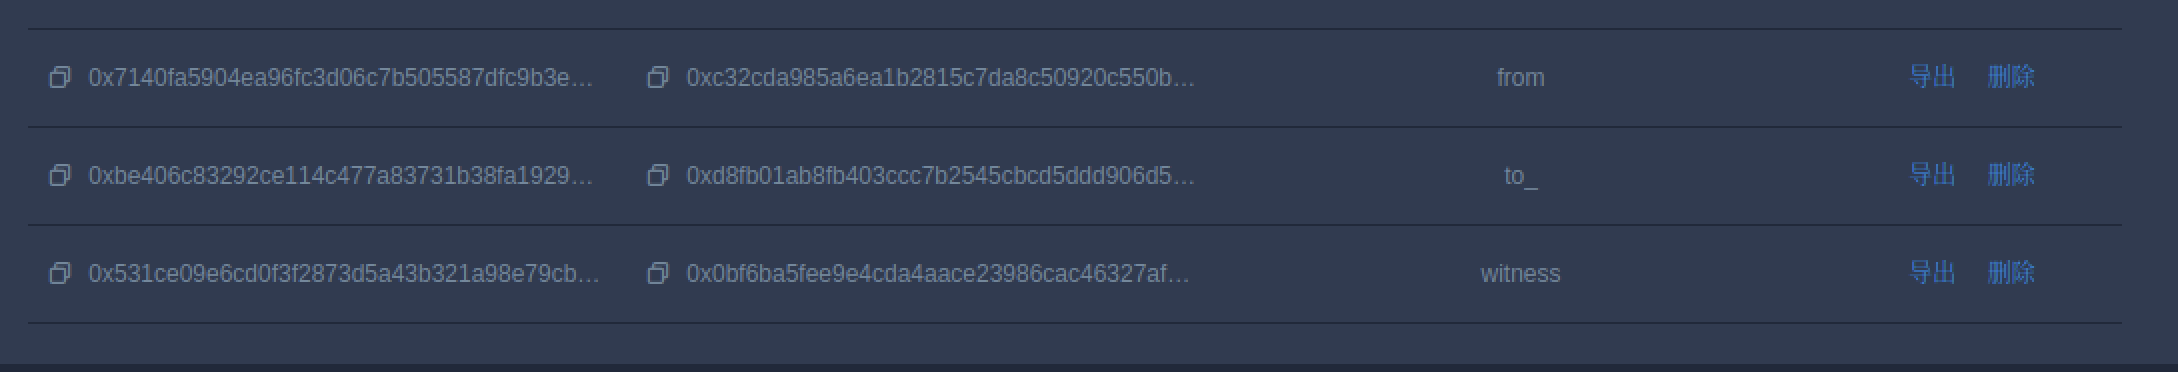 0x7140fa5904ea96fc3d06c7b505587dfc9b3e... 0xc32cda985a6ea1b2815c7da8c50920c550b... from 导出 删除
0xbe406c83292ce114c477a83731b38fa1929... 0xd8fb01ab8fb403ccc7b2545cbcd5ddd906d5... to_ 导出 删除
0x531ce09e6cd0f3f2873d5a43b321a98e79cb... 0x0bf6ba5fee9e4cda4aace23986cac46327af... witness 导出 删除